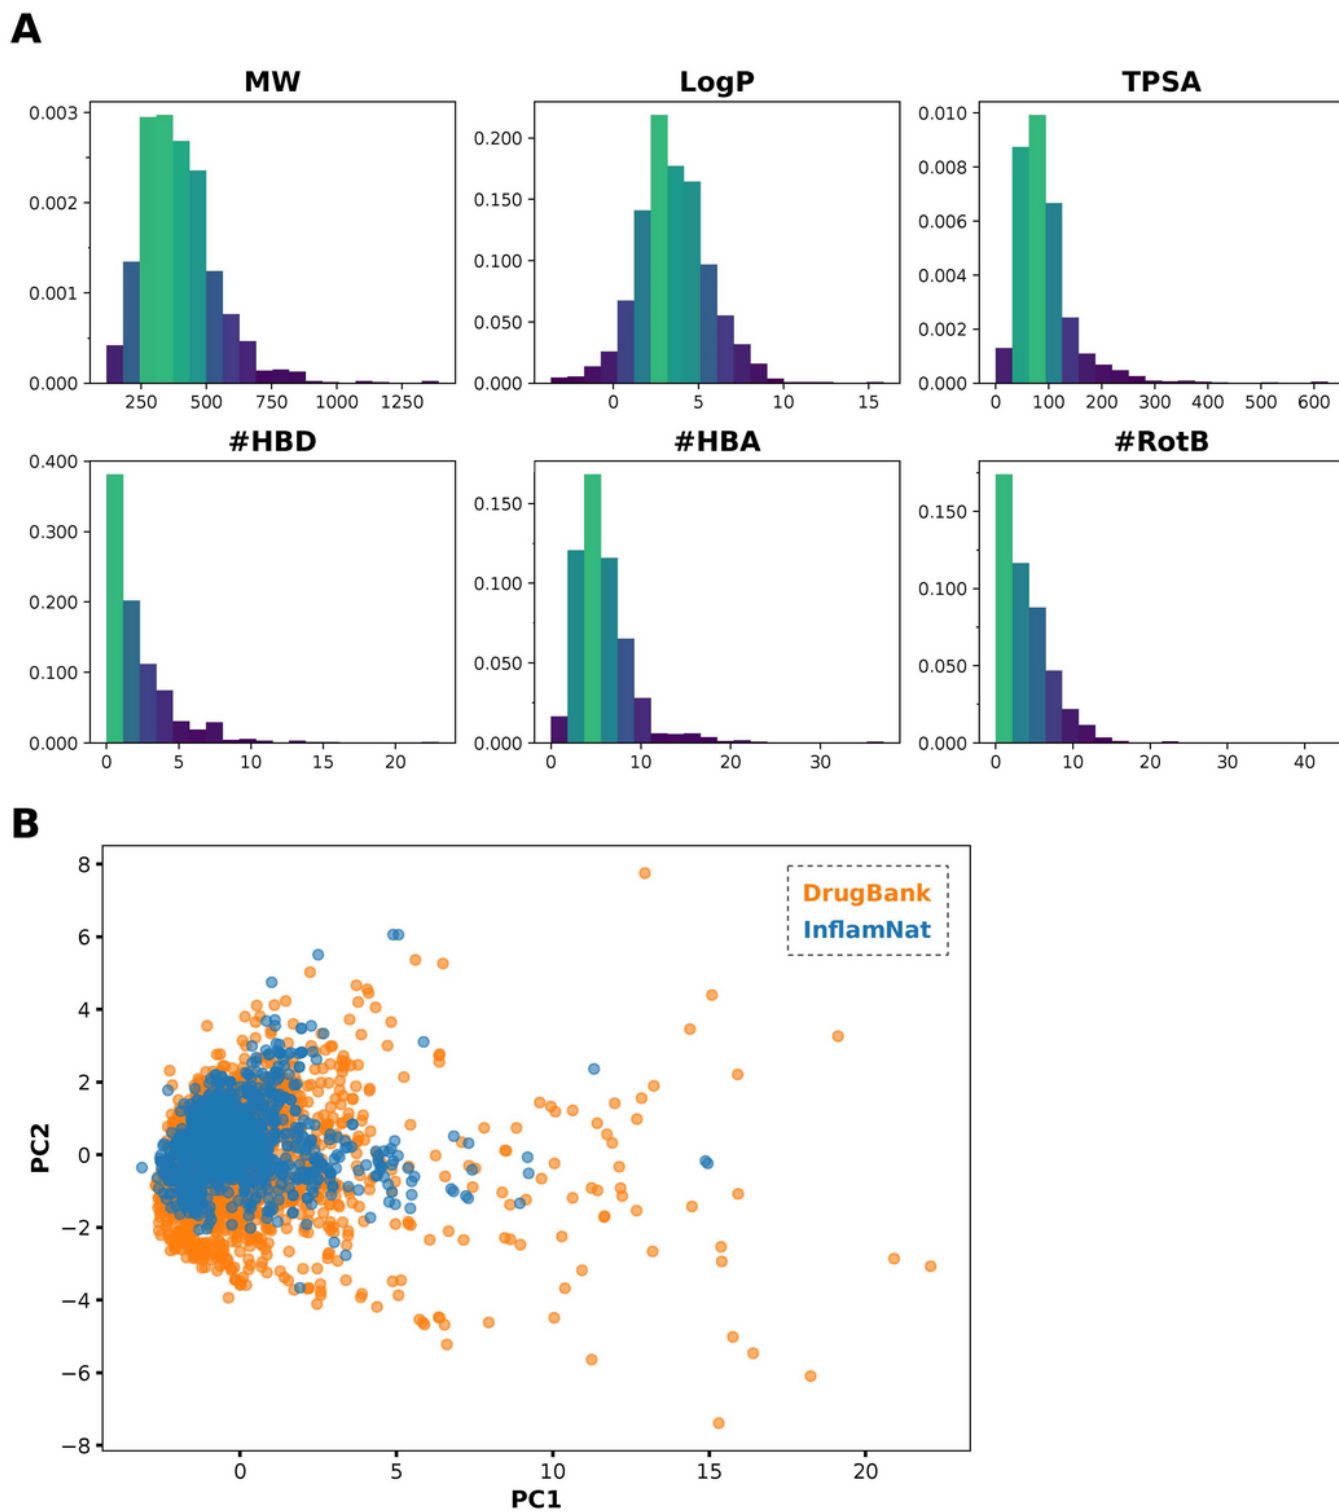 A
MW
LogP
TPSA
0.003
0.002
0.001
0.000
250 500 750 1000 1250
0.200
0.150
0.100
0.050
0.000
0 5 10 15
0.010
0.008
0.006
0.004
0.002
0.000
0 100 200 300 400 500 600
#HBD
#HBA
#RotB
0.400
0.300
0.200
0.100
0.000
0 5 10 15 20
0.150
0.100
0.050
0.000
0 10 20 30
0.150
0.100
0.050
0.000
0 10 20 30 40
B
DrugBank
InflamNat
8
6
4
2
0
−2
−4
−6
−8
PC2
0 5 10 15 20
PC1